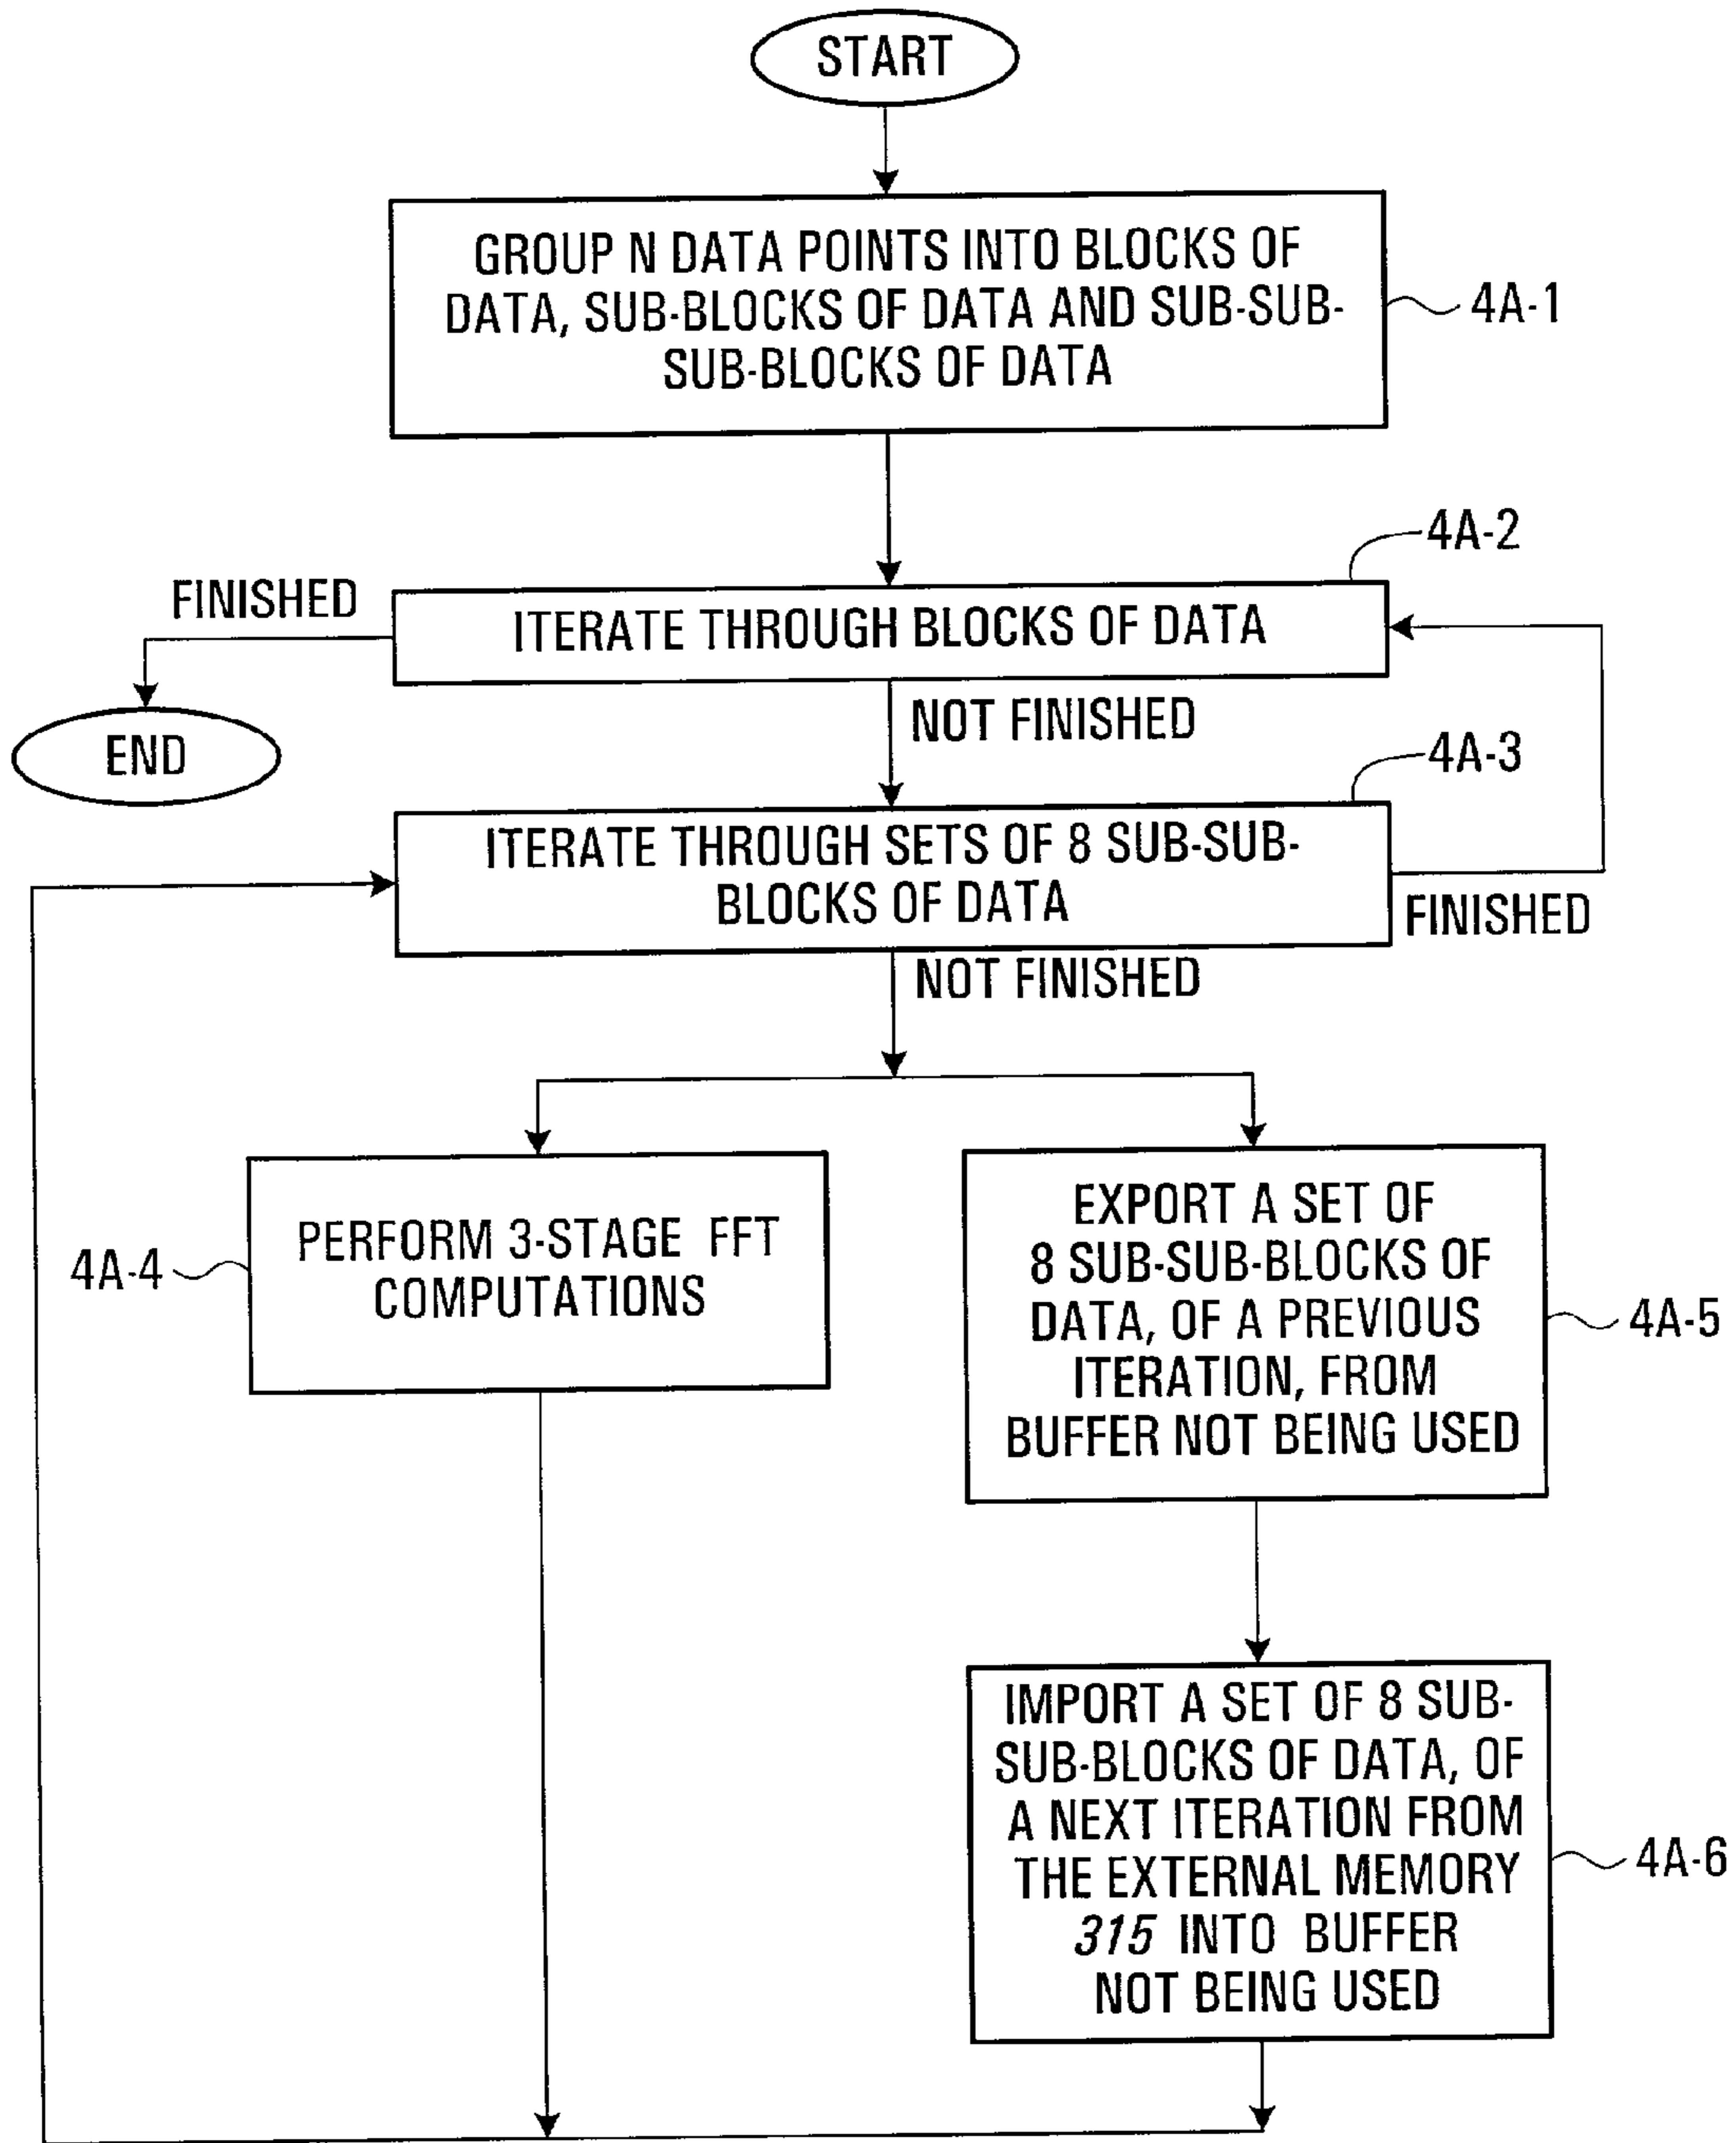 START
GROUP N DATA POINTS INTO BLOCKS OF
DATA, SUB-BLOCKS OF DATA AND SUB-SUB-
SUB-BLOCKS OF DATA
4A-1
4A-2
FINISHED
ITERATE THROUGH BLOCKS OF DATA
NOT FINISHED
END
4A-3
ITERATE THROUGH SETS OF 8 SUB-SUB-
BLOCKS OF DATA
FINISHED
NOT FINISHED
4A-4
PERFORM 3-STAGE FFT
COMPUTATIONS
EXPORT A SET OF
8 SUB-SUB-BLOCKS OF
DATA, OF A PREVIOUS
ITERATION, FROM
BUFFER NOT BEING USED
4A-5
IMPORT A SET OF 8 SUB-
SUB-BLOCKS OF DATA, OF
A NEXT ITERATION FROM
THE EXTERNAL MEMORY
315 INTO BUFFER
NOT BEING USED
4A-6